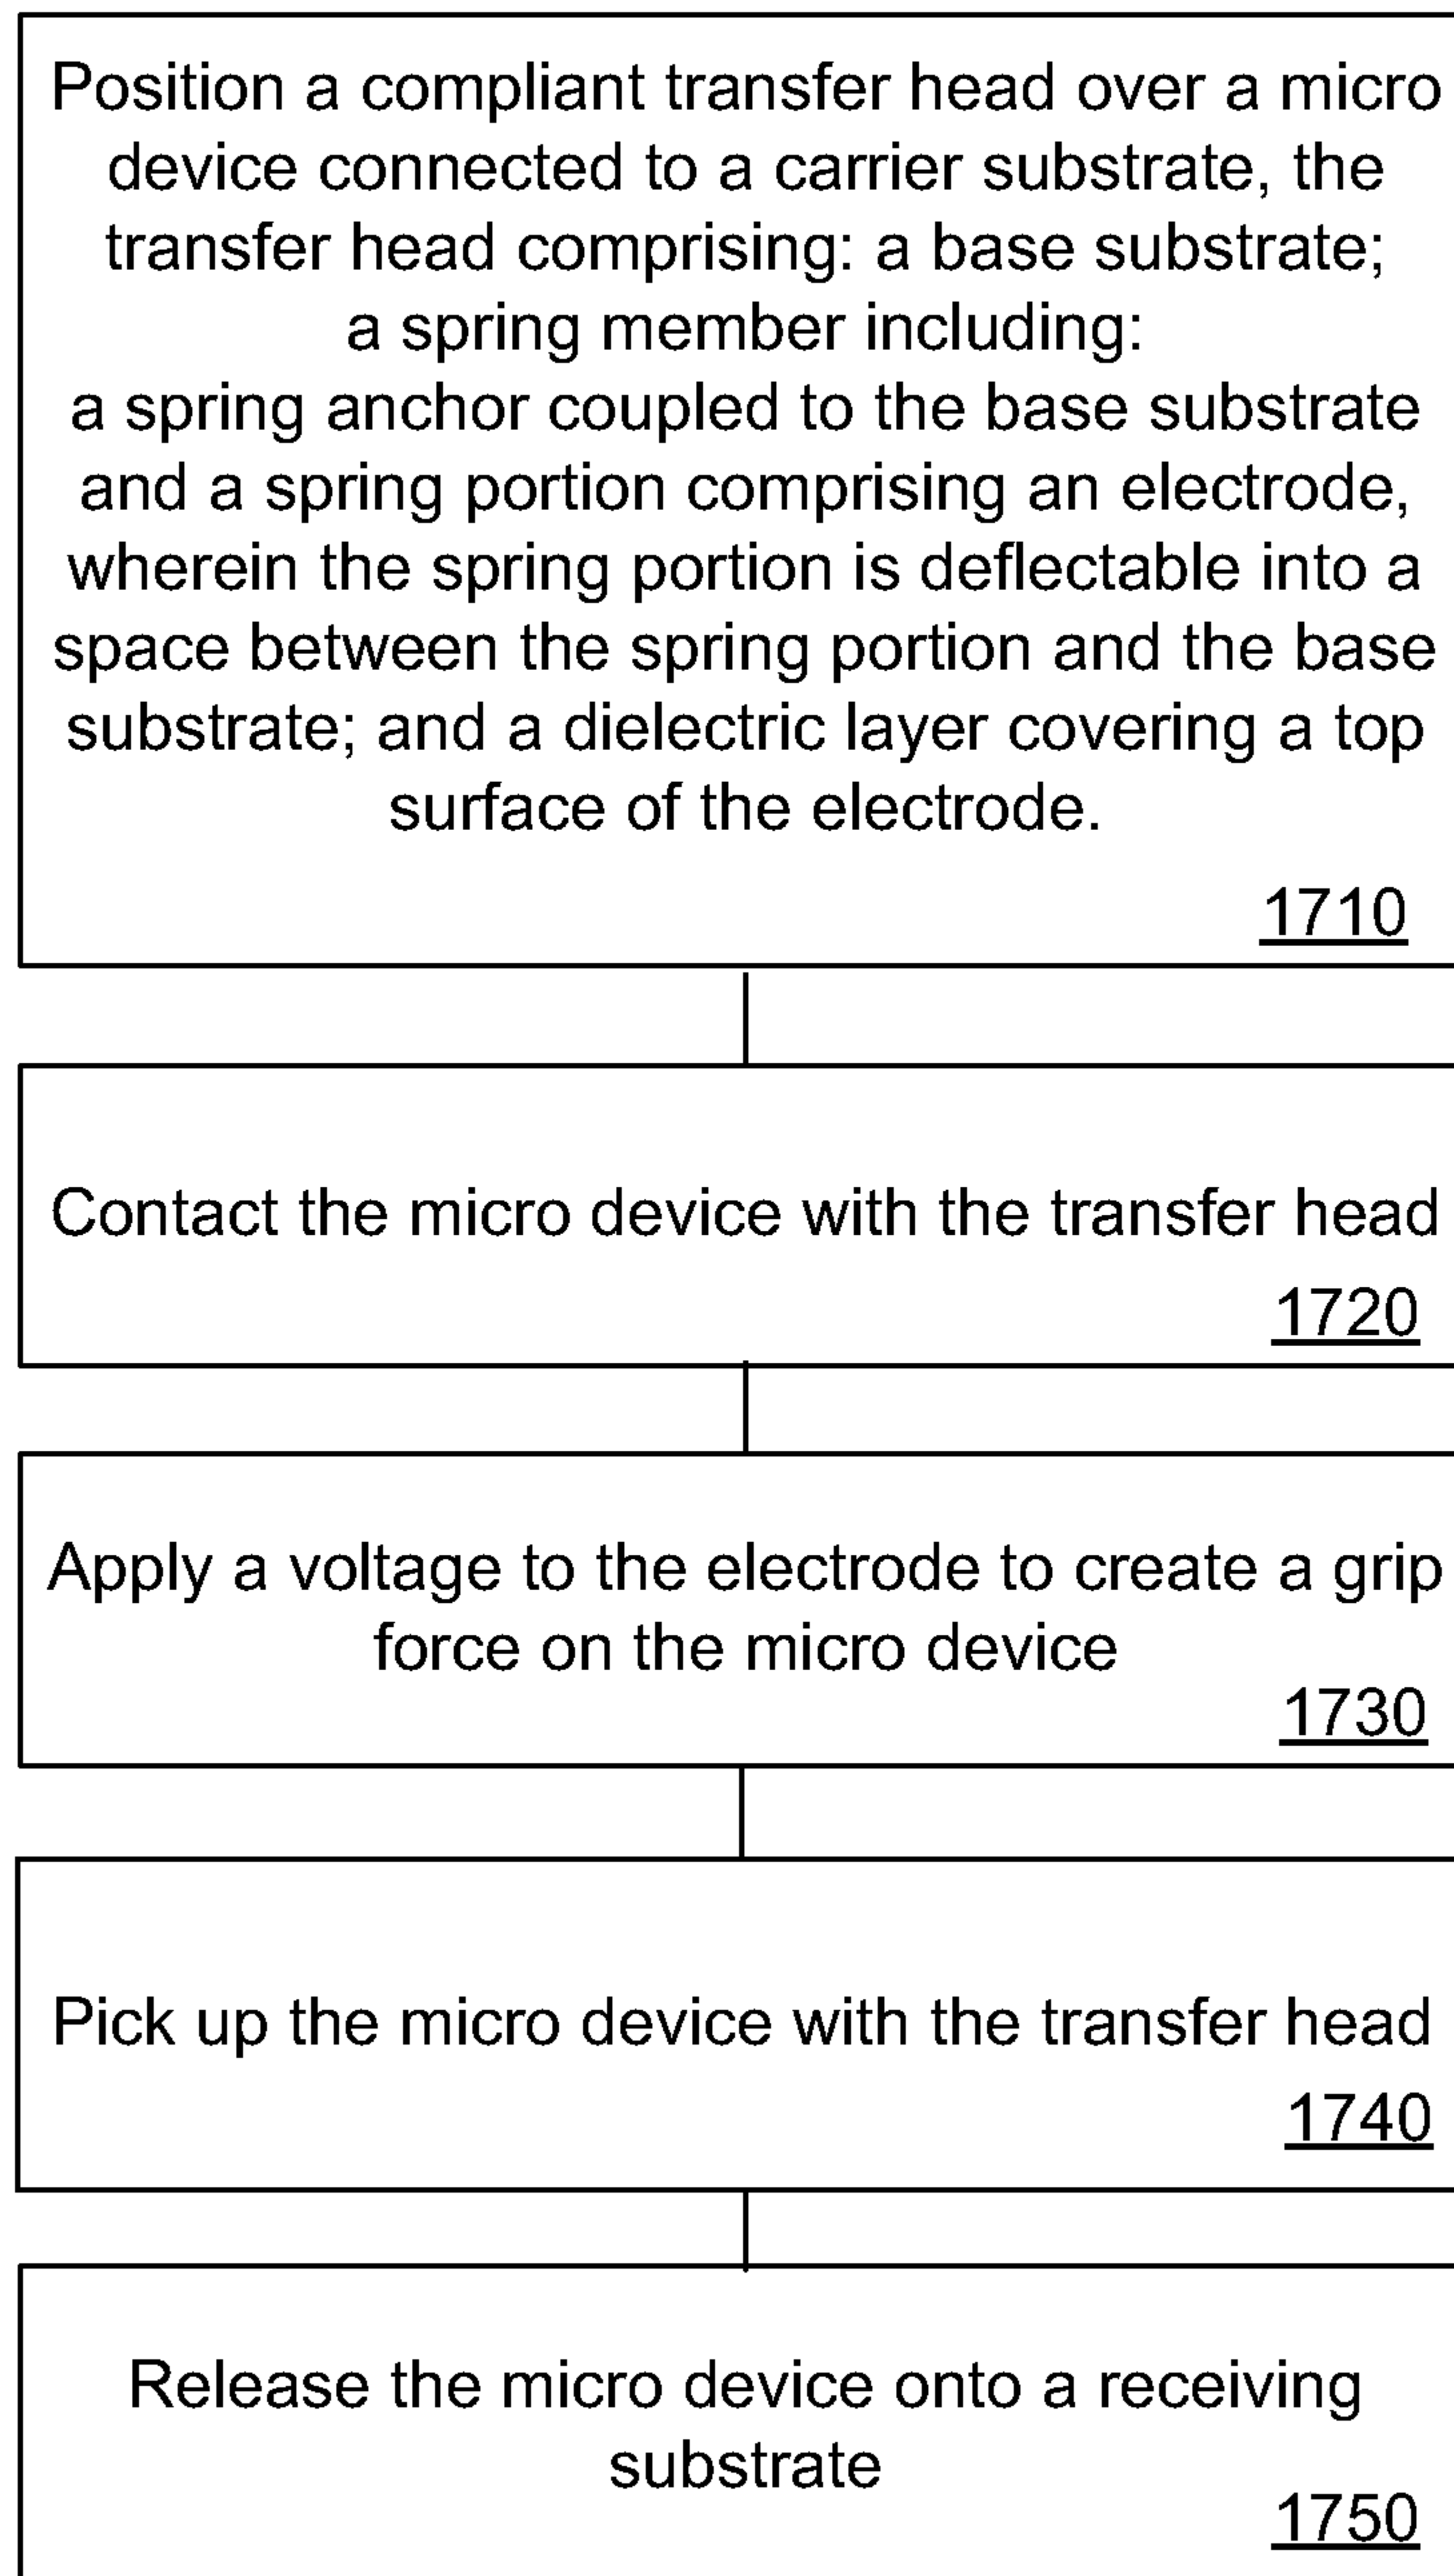 Position a compliant transfer head over a micro
device connected to a carrier substrate, the
transfer head comprising: a base substrate;
a spring member including:
a spring anchor coupled to the base substrate
and a spring portion comprising an electrode,
wherein the spring portion is deflectable into a
space between the spring portion and the base
substrate; and a dielectric layer covering a top
surface of the electrode.
1710
Contact the micro device with the transfer head
1720
Apply a voltage to the electrode to create a grip
force on the micro device
1730
Pick up the micro device with the transfer head
1740
Release the micro device onto a receiving
substrate
1750